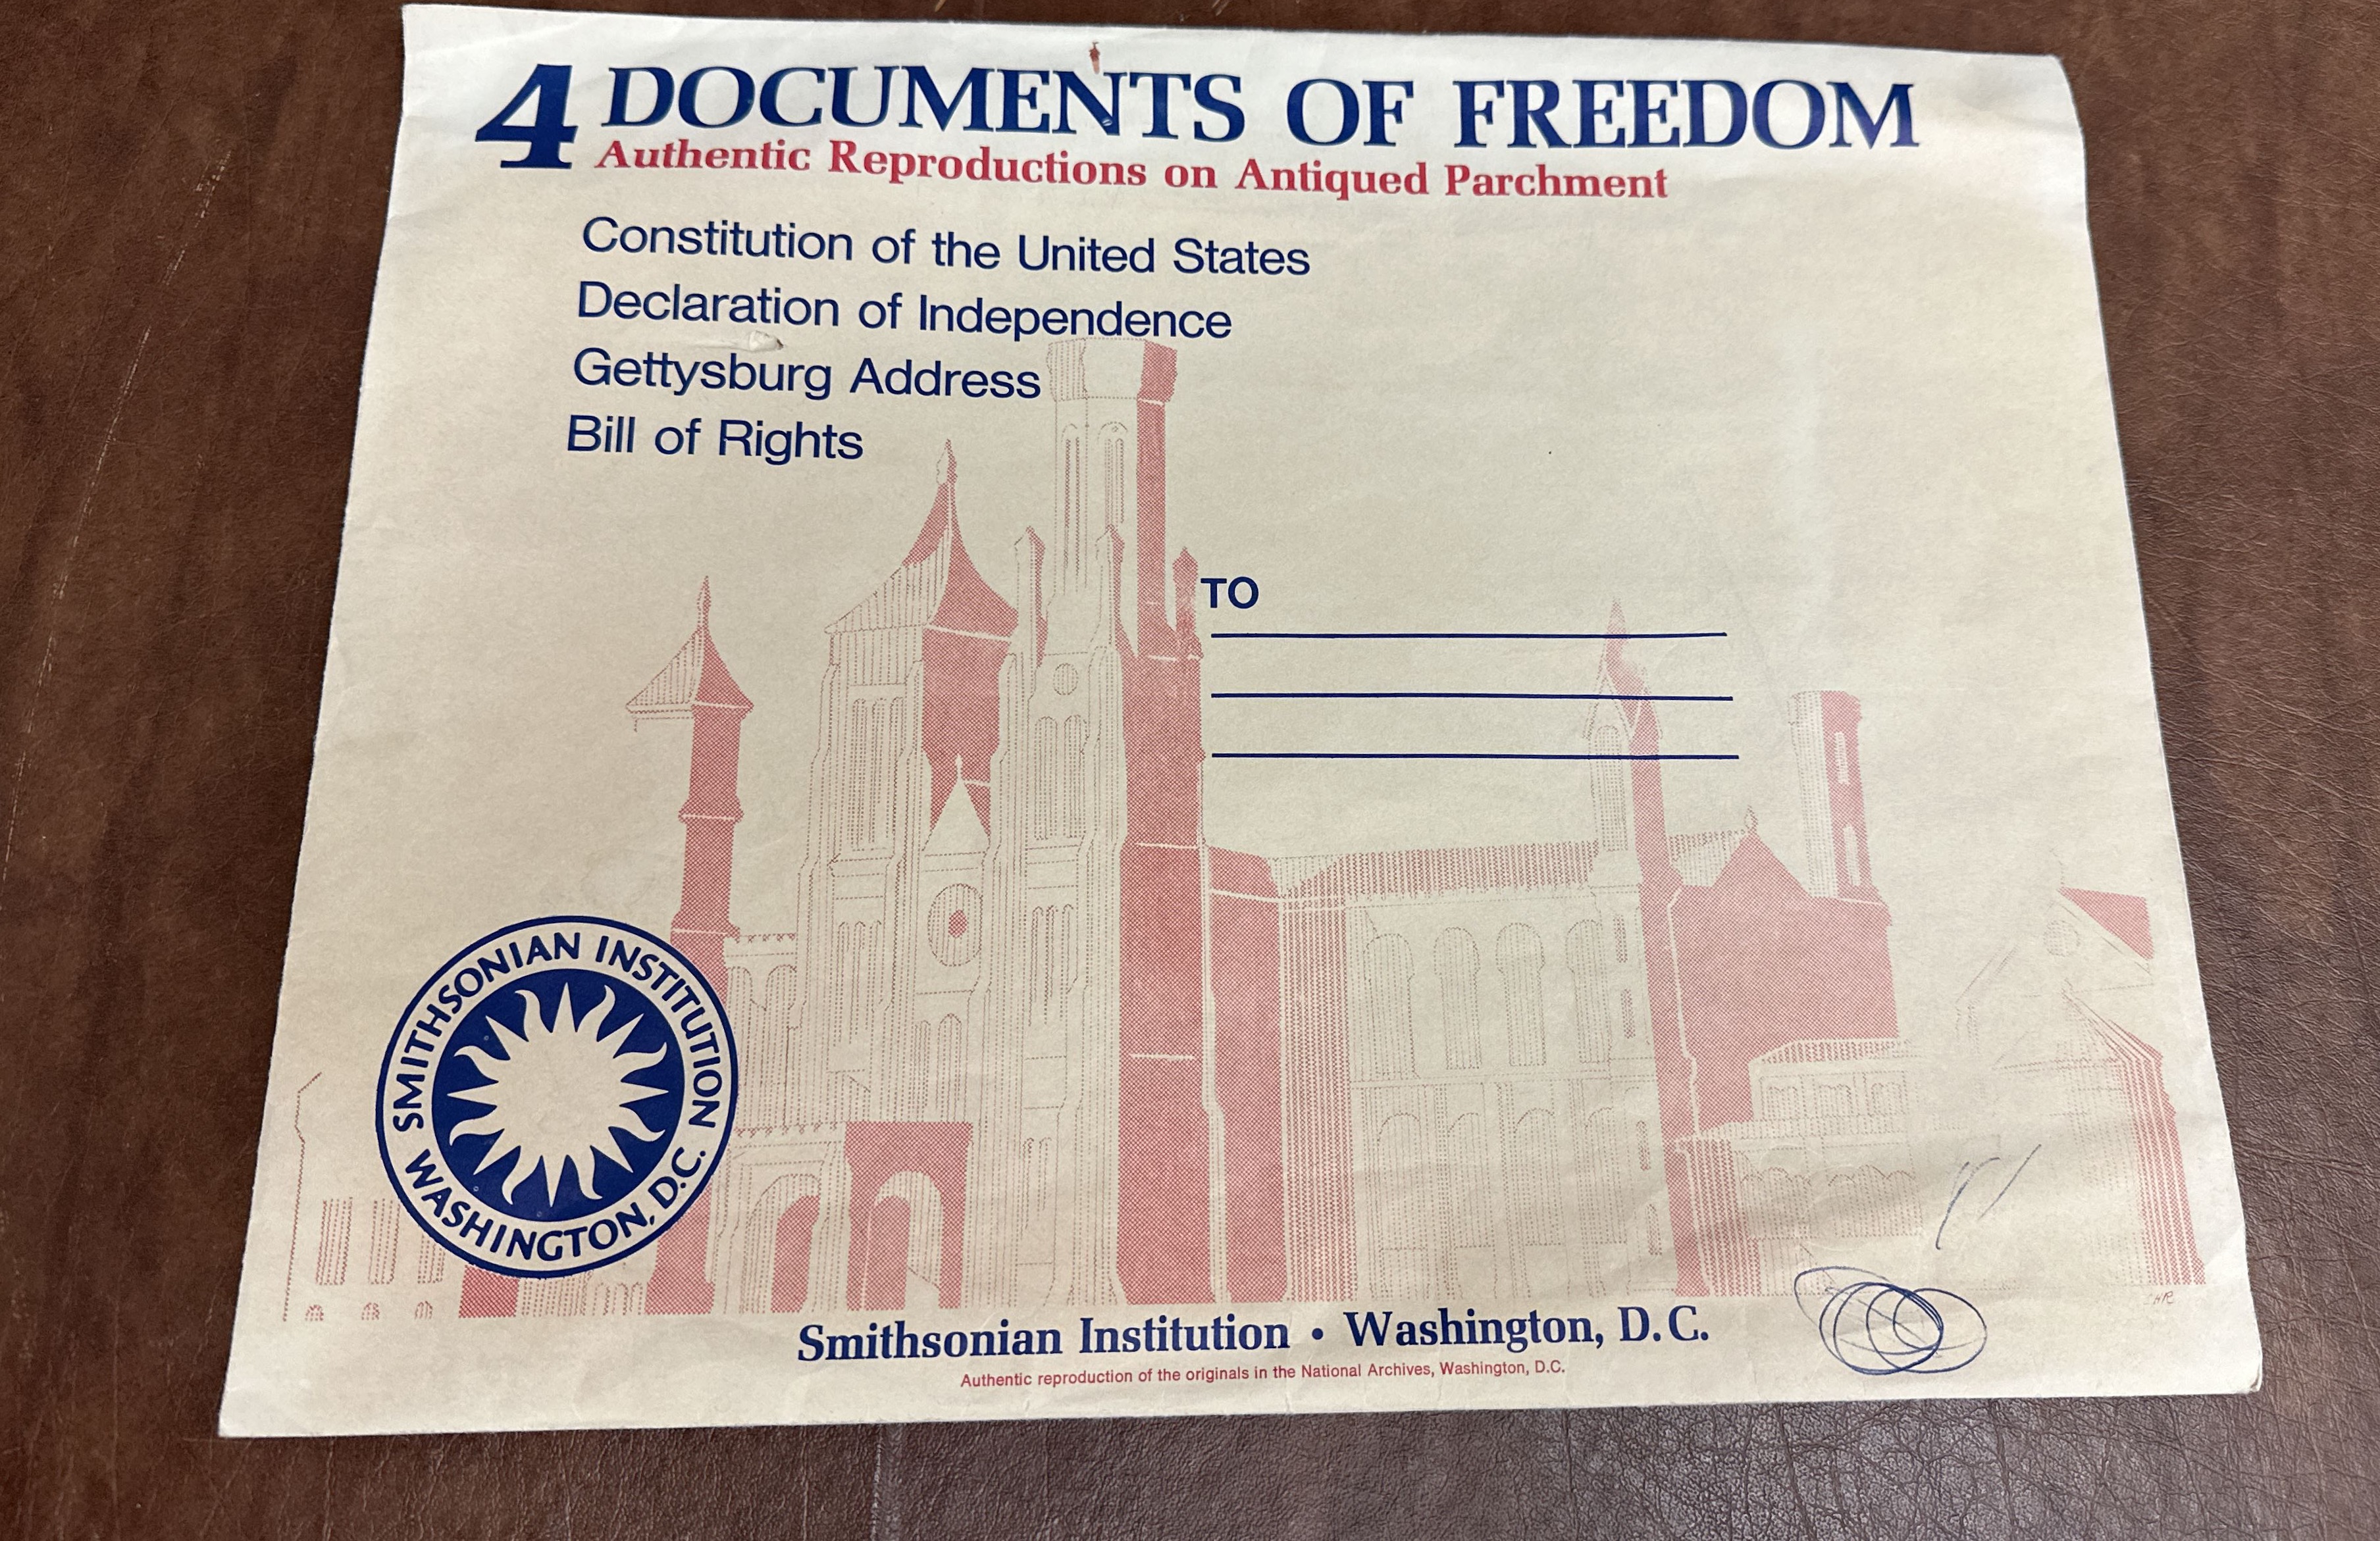 4 DOCUMENTS OF FREEDOM
Authentic Reproductions on Antiqued Parchment
Constitution of the United States
Declaration of Independence
Gettysburg Address
Bill of Rights
TO
SMITHSONIAN INSTITUTION
WASHINGTON, D.C.
Smithsonian Institution • Washington, D.C.
Authentic reproduction of the originals in the National Archives, Washington, D.C.